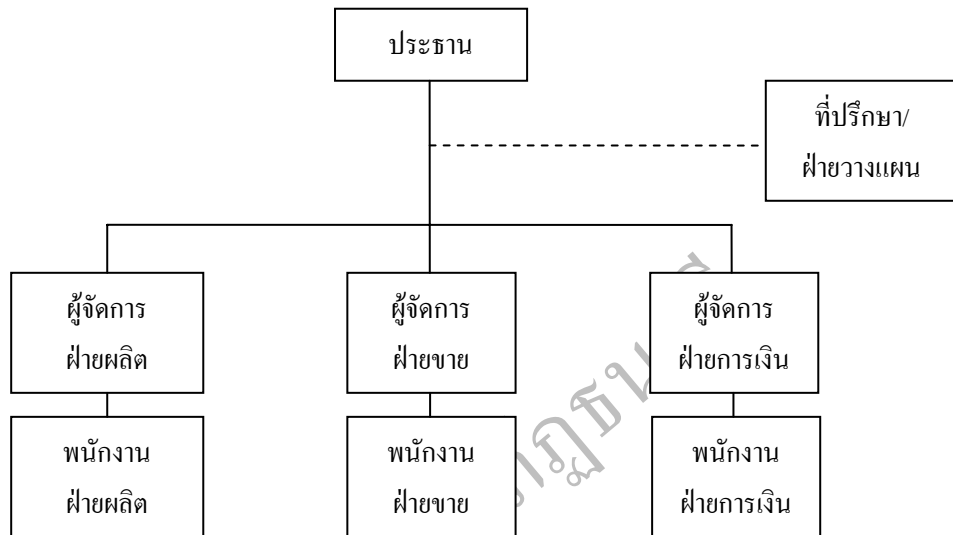 ประธาน
ที่ปรึกษา/
ฝ่ายวางแผน
ผู้จัดการ
ฝ่ายผลิต
ผู้จัดการ
ฝ่ายขาย
ผู้จัดการ
ฝ่ายการเงิน
พนักงาน
ฝ่ายผลิต
พนักงาน
ฝ่ายขาย
พนักงาน
ฝ่ายการเงิน